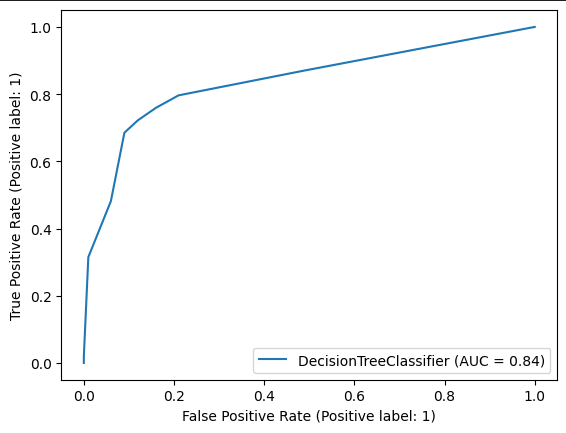 True Positive Rate (Positive label: 1)
1.0
0.8
0.6
0.4
0.2
0.0
DecisionTreeClassifier (AUC = 0.84)
0.0 0.2 0.4 0.6 0.8 1.0
False Positive Rate (Positive label: 1)